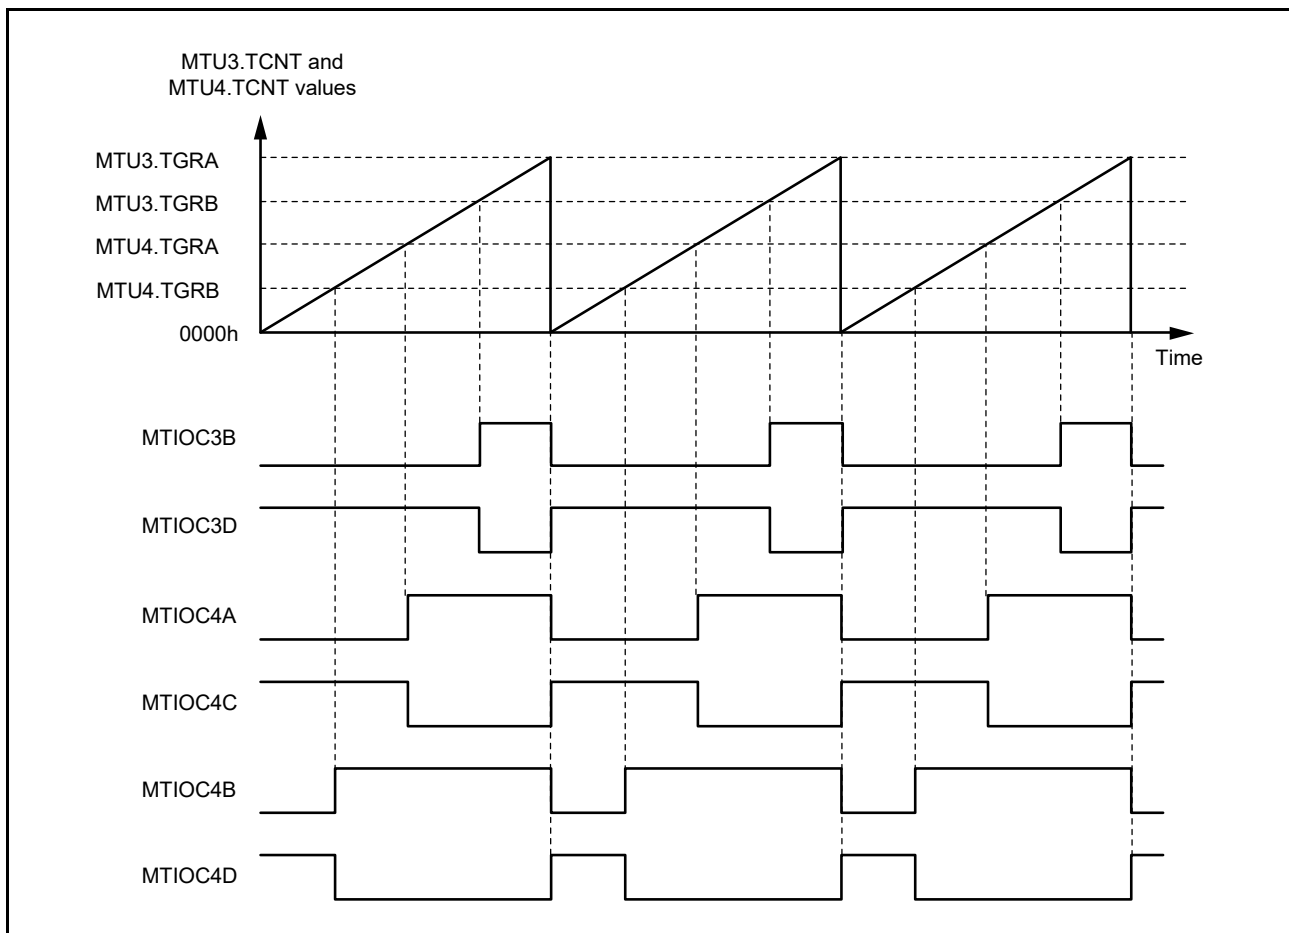 MTU3.TCNT and
MTU4.TCNT values
MTU3.TGRA
MTU3.TGRB
MTU4.TGRA
MTU4.TGRB
0000h
Time
MTIOC3B
MTIOC3D
MTIOC4A
MTIOC4C
MTIOC4B
MTIOC4D